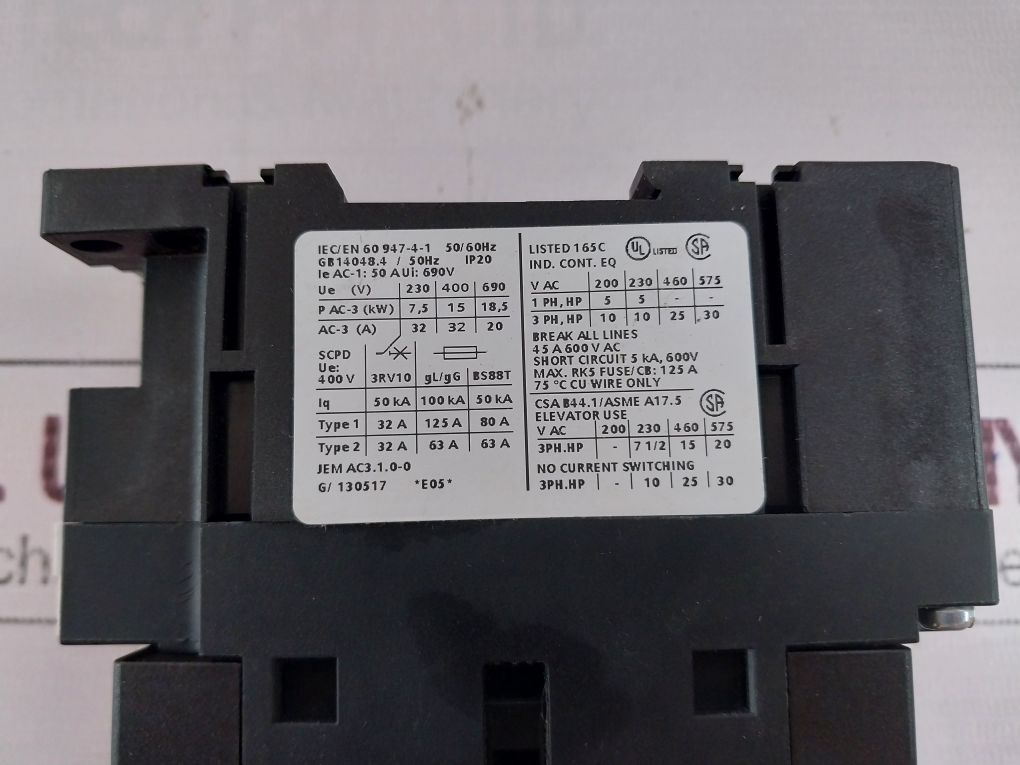 IEC/EN 60 947-4-1 50/60Hz
GB14048.4 / 50Hz IP20
Ie AC-1: 50 A Ui: 690V
Ue (V) 230 400 690
P AC-3 (kW) 7,5 15 18,5
AC-3 (A) 32 32 20
SCPD
Ue:
400 V 3RV10 gL/gG BS88T
Iq 50 kA 100 kA 50 kA
Type 1 32 A 125 A 80 A
Type 2 32 A 63 A 63 A
JEM AC3.1.0-0
G/ 130517 *E05*
LISTED 165C UL LISTED SA
IND. CONT. EQ
V AC 200 230 460 575
1 PH, HP 5 5 - -
3 PH, HP 10 10 25 30
BREAK ALL LINES
45 A 600 V AC
SHORT CIRCUIT 5 kA, 600V
MAX. RK5 FUSE/CB: 125 A
75 °C CU WIRE ONLY
CSA B44.1/ASME A17.5 SA
ELEVATOR USE
V AC 200 230 460 575
3PH.HP - 7 1/2 15 20
NO CURRENT SWITCHING
3PH.HP - 10 25 30